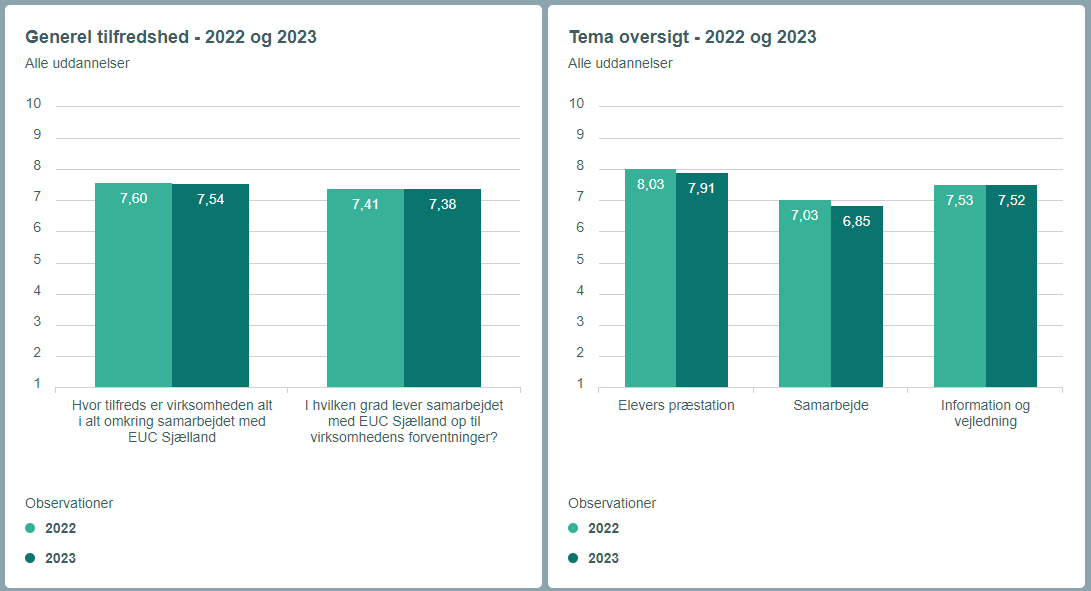 Generel tilfredshed - 2022 og 2023
Alle uddannelser
10
9
8
7
6
5
4
3
2
1
7,60
7,54
7,41
7,38
Hvor tilfreds er virksomheden alt
i alt omkring samarbejdet med
EUC Sjælland
I hvilken grad lever samarbejdet
med EUC Sjælland op til
virksomhedens forventninger?
Observationer
2022
2023
Tema oversigt - 2022 og 2023
Alle uddannelser
10
9
8
7
6
5
4
3
2
1
8,03
7,91
7,03
6,85
7,53
7,52
Elevers præstation
Samarbejde
Information og
vejledning
Observationer
2022
2023